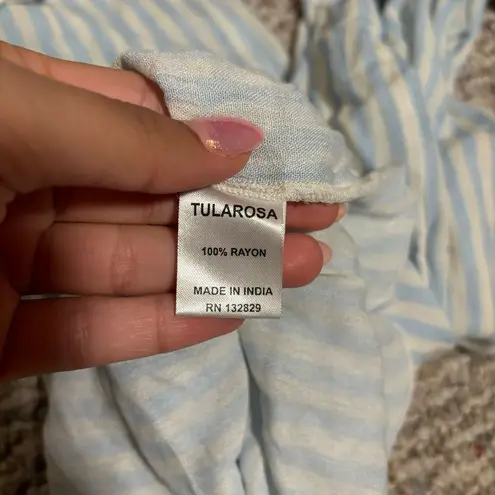 TULAROSA
100% RAYON
MADE IN INDIA
RN 132829